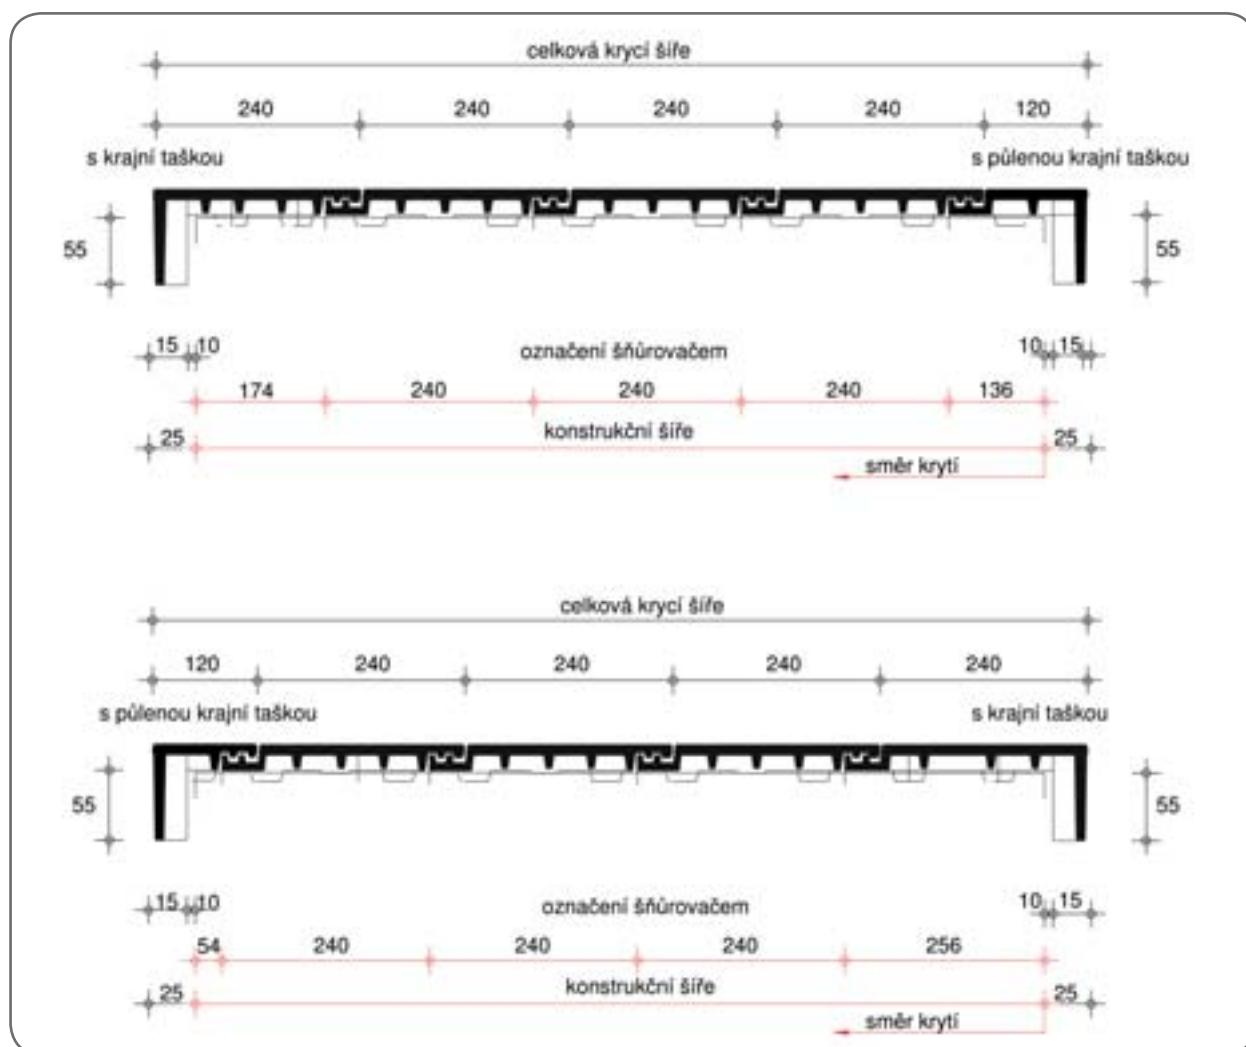 celková krycí šíře
240 240 240 240 120
s krajní taškou s půlenou krajní taškou
55 55
15 10 označení šňůrovačem 10 15
174 240 240 240 136
25 konstrukční šíře 25
směr krytí
celková krycí šíře
120 240 240 240 240
s půlenou krajní taškou s krajní taškou
55 55
15 10 označení šňůrovačem 10 15
54 240 240 240 256
25 konstrukční šíře 25
směr krytí